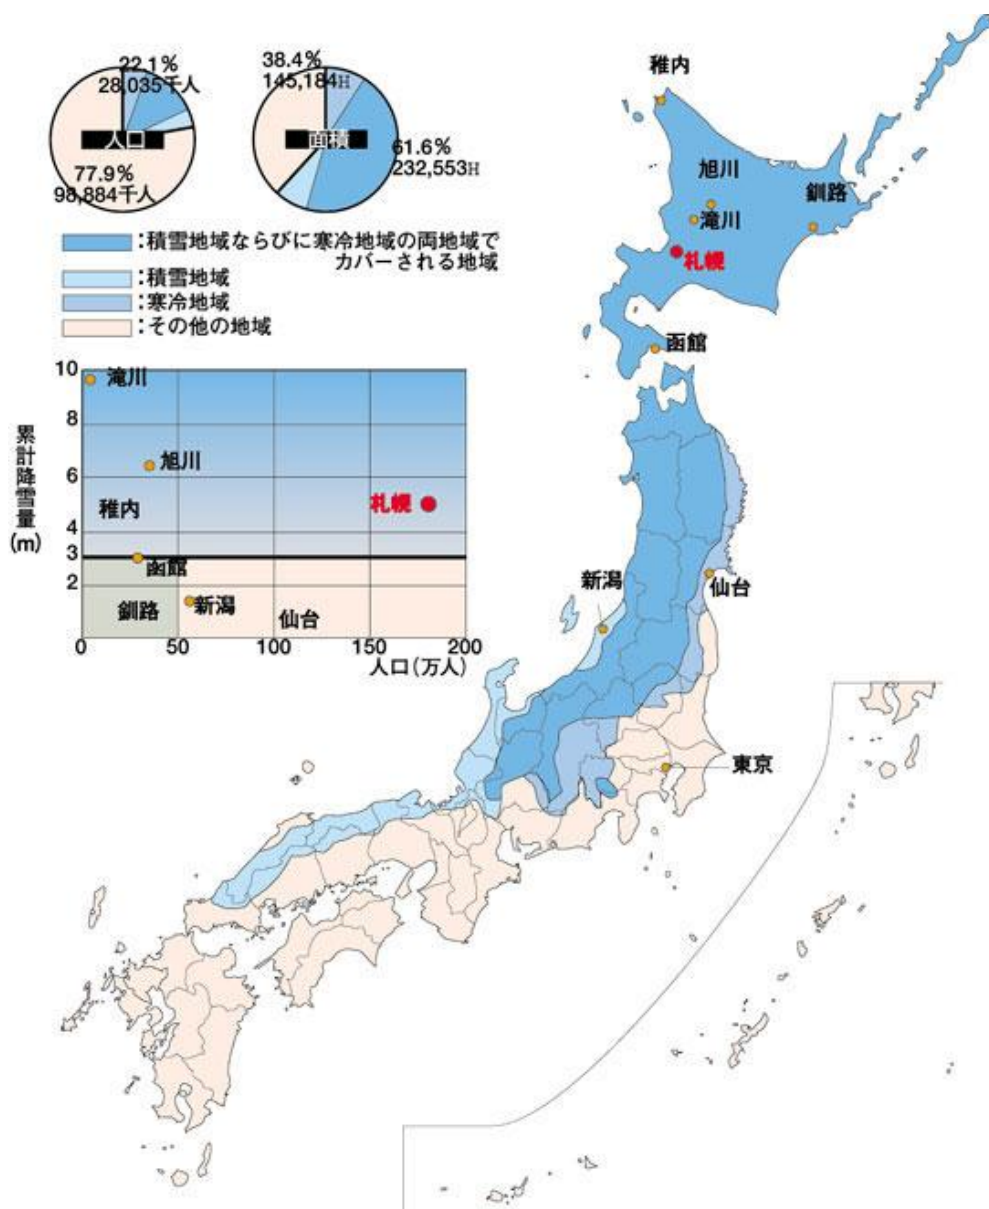 22.1%
28,035千人
人口
77.9%
98,884千人
38.4%
145,184H
面積
61.6%
232,553H
:積雪地域ならびに寒冷地域の両地域で
カバーされる地域
:積雪地域
:寒冷地域
:その他の地域
累計降雪量
(m)
10
8
6
4
3
2
0
50
100
150
200
人口(万人)
滝川
旭川
稚内
札幌
函館
釧路
新潟
仙台
稚内
旭川
釧路
滝川
札幌
函館
新潟
仙台
東京